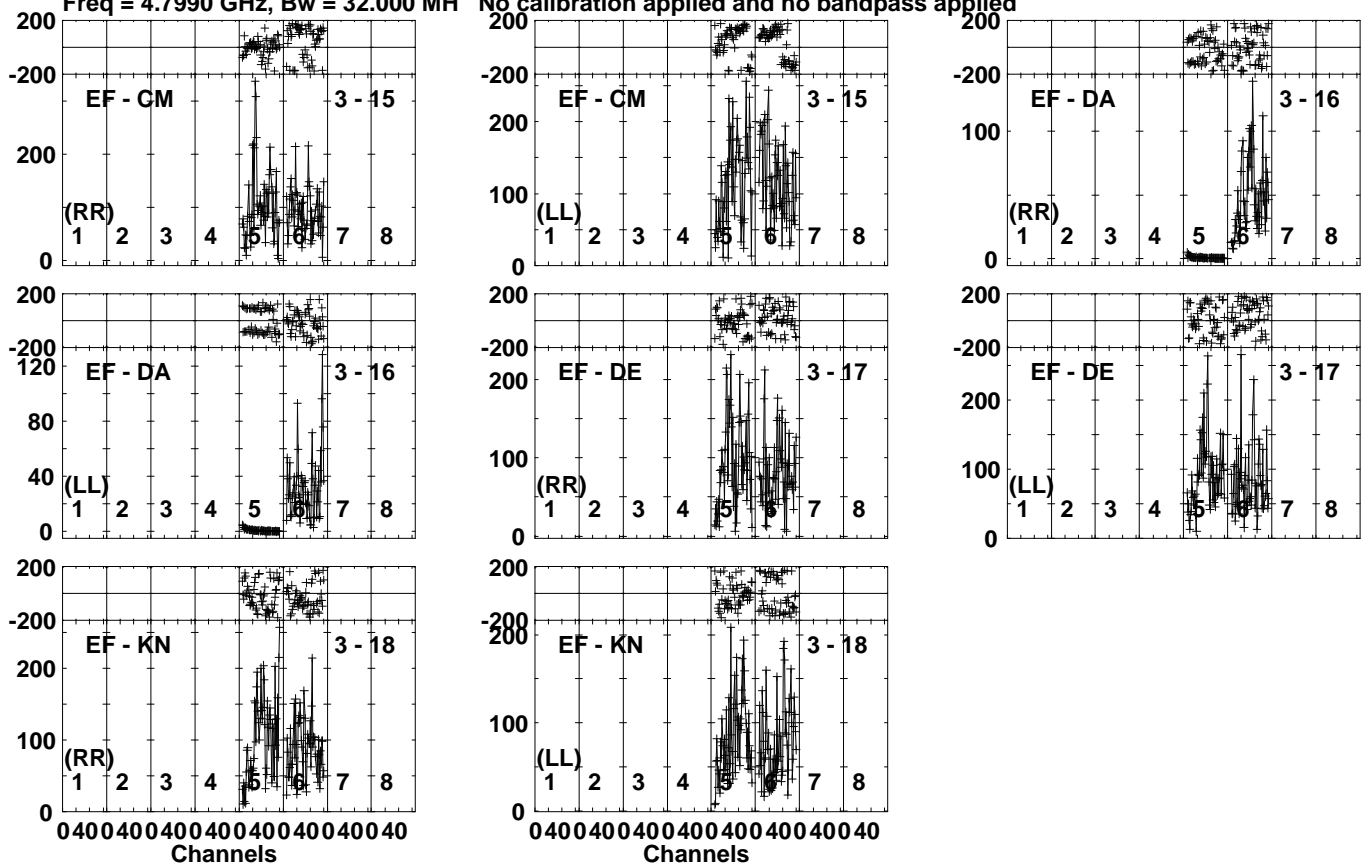 Freq = 4.7990 GHz, Bw = 32.000 MH No calibration applied and no bandpass applied
200 200 200
-200 -200 -200
EF - CM 3 - 15 EF - CM 3 - 15 EF - DA 3 - 16
200 200 100
100
(RR) (LL) (RR)
1 2 3 4 5 6 7 8 1 2 3 4 5 6 7 8 1 2 3 4 5 6 7 8
0 0 0
200 200 200
-200 -200 -200
120 EF - DA 3 - 16 EF - DE 3 - 17 EF - DE 3 - 17
80 200 200
40 100 100
(LL) (RR) (LL)
1 2 3 4 5 6 7 8 1 2 3 4 5 6 7 8 1 2 3 4 5 6 7 8
0 0 0
200 200
-200 -200
EF - KN 3 - 18 EF - KN 3 - 18
200 200
100 100
(RR) (LL)
1 2 3 4 5 6 7 8 1 2 3 4 5 6 7 8
0 0
0 40 0 40 0 40 0 40 0 40 0 40 0 40 0 40 0 40 0 40 0 40 0 40 0 40 0 40 0 40 0 40
Channels Channels